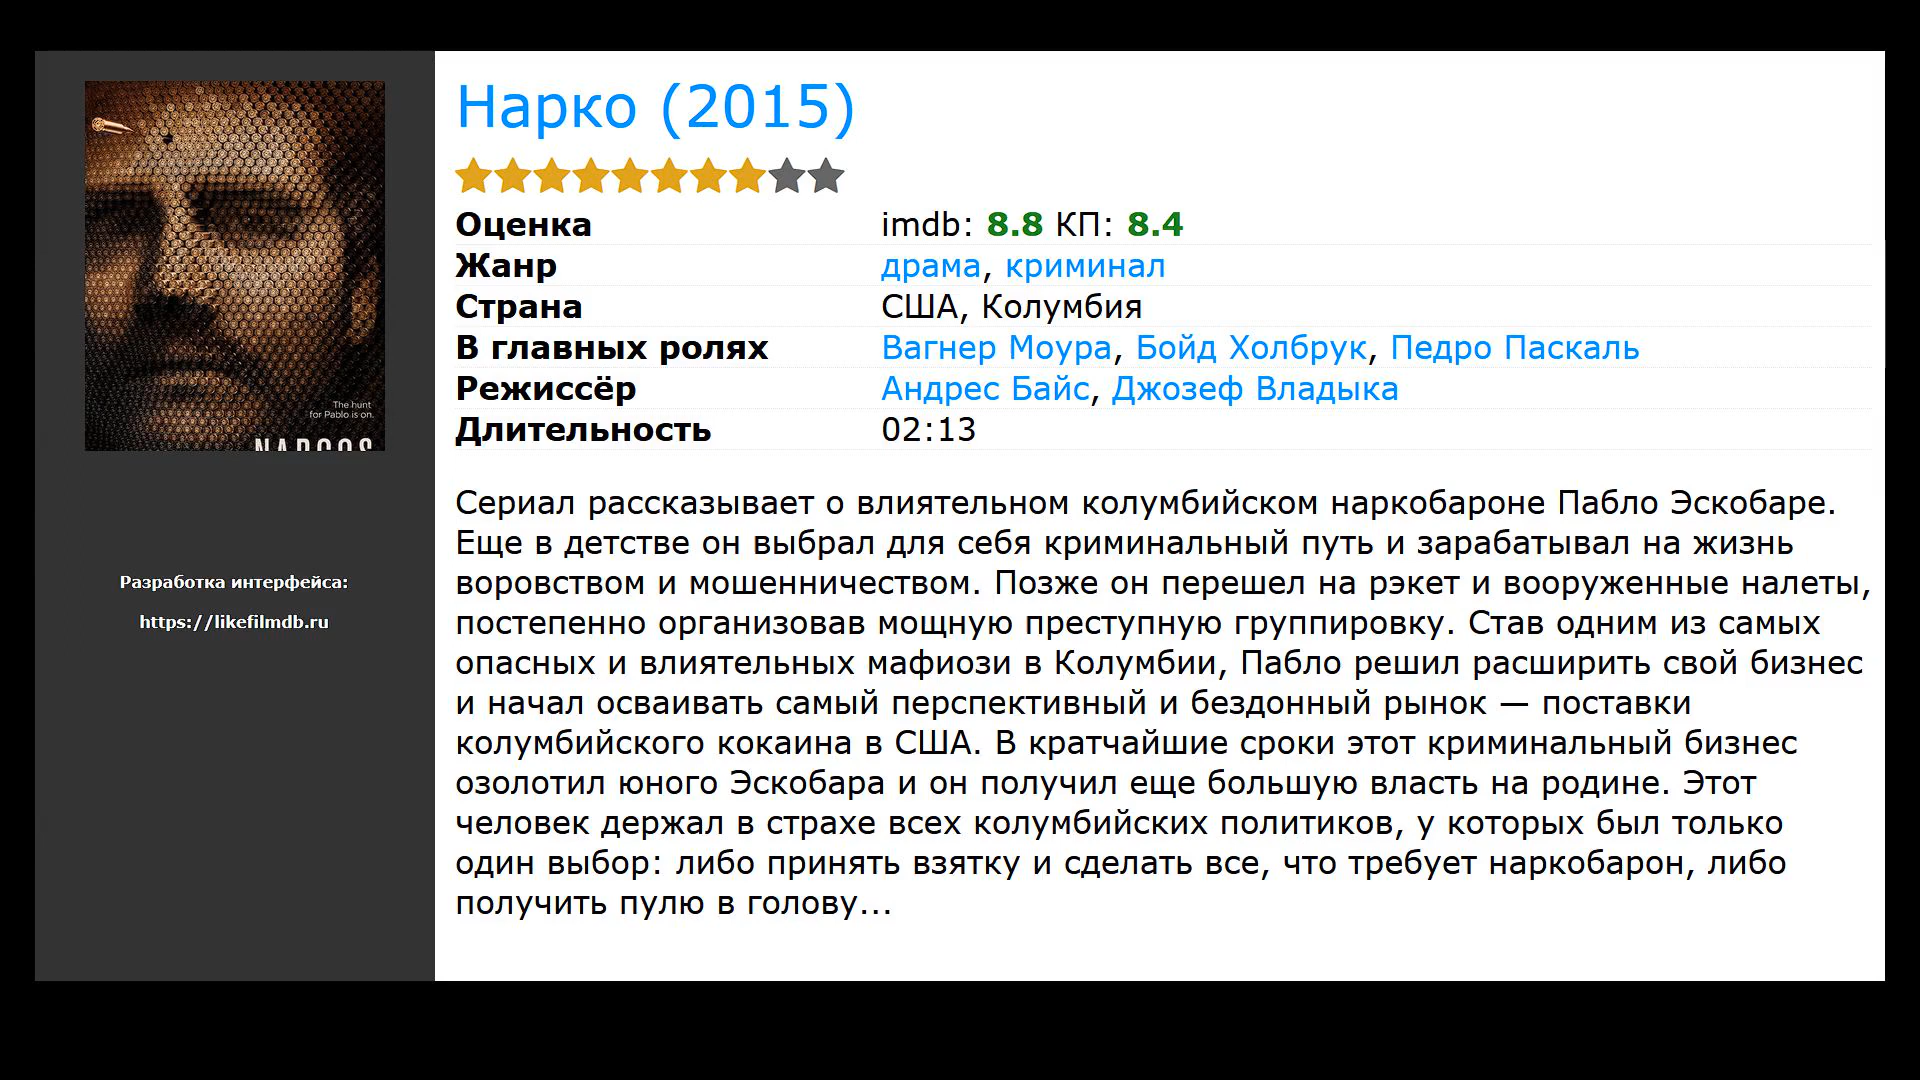 The hunt
for Pablo is on.
NARCOS
Разработка интерфейса:
https://likefilmdb.ru
Нарко (2015)
Оценка imdb: 8.8 КП: 8.4
Жанр драма, криминал
Страна США, Колумбия
В главных ролях Вагнер Моура, Бойд Холбрук, Педро Паскаль
Режиссёр Андрес Байс, Джозеф Владыка
Длительность 02:13
Сериал рассказывает о влиятельном колумбийском наркобароне Пабло Эскобаре.
Еще в детстве он выбрал для себя криминальный путь и зарабатывал на жизнь
воровством и мошенничеством. Позже он перешел на рэкет и вооруженные налеты,
постепенно организовав мощную преступную группировку. Став одним из самых
опасных и влиятельных мафиози в Колумбии, Пабло решил расширить свой бизнес
и начал осваивать самый перспективный и бездонный рынок — поставки
колумбийского кокаина в США. В кратчайшие сроки этот криминальный бизнес
озолотил юного Эскобара и он получил еще большую власть на родине. Этот
человек держал в страхе всех колумбийских политиков, у которых был только
один выбор: либо принять взятку и сделать все, что требует наркобарон, либо
получить пулю в голову...